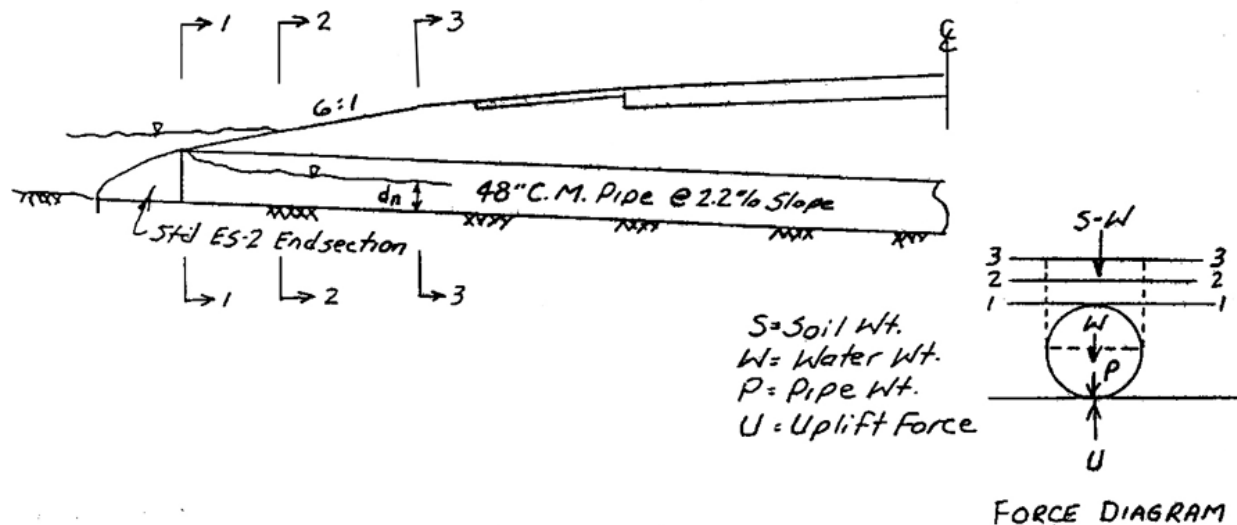 1 2 3 ℄
6:1
dn 48" C.M. Pipe @ 2.2% Slope
Std ES-2 Endsection
1 2 3
S-W
3 3
2 2
1 1
W
P
U
S = Soil Wt.
W = Water Wt.
P = Pipe Wt.
U = Uplift Force
FORCE DIAGRAM